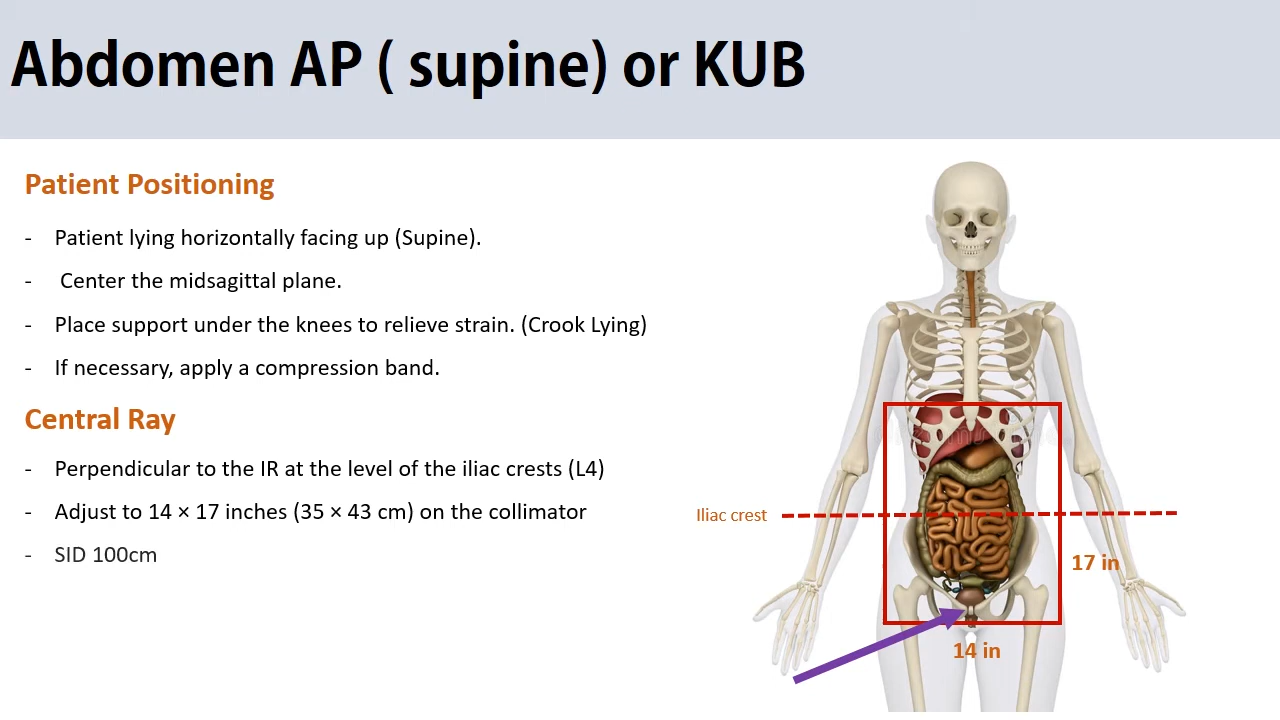 Abdomen AP ( supine) or KUB
Patient Positioning
- Patient lying horizontally facing up (Supine).
- Center the midsagittal plane.
- Place support under the knees to relieve strain. (Crook Lying)
- If necessary, apply a compression band.
Central Ray
- Perpendicular to the IR at the level of the iliac crests (L4)
- Adjust to 14 × 17 inches (35 × 43 cm) on the collimator
- SID 100cm
Iliac crest
17 in
14 in